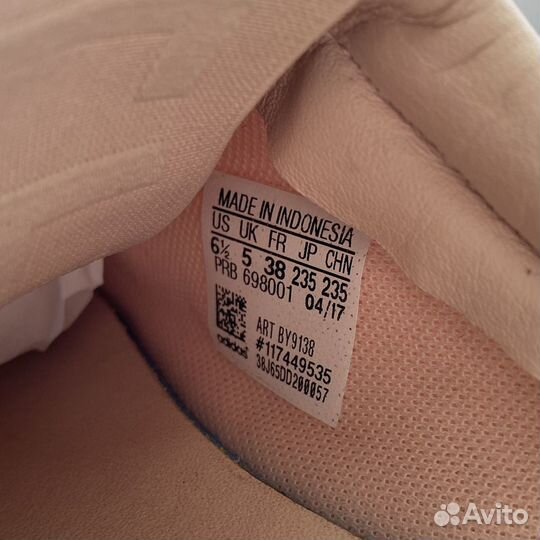 MADE IN INDONESIA
US UK FR JP CHN
6½ 5 38 235 235
PRB 698001 04/17
ART BY9138
#117449535
38J65DD200057
adidas
Avito